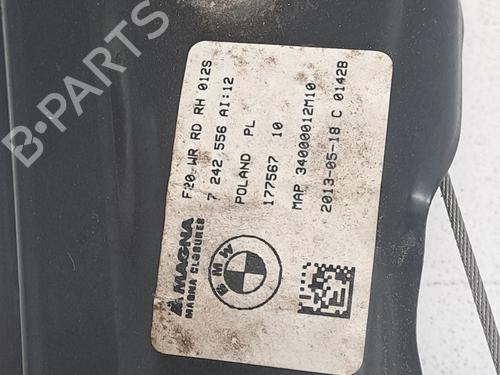 F20 WR RD RH 012S
7 242 556 AI:12
POLAND PL
177567 10
MAP 34000012M10
2013-05-18 C 0142B
MAGNA
MAGNA CLOSURES
BMW
B-PARTS